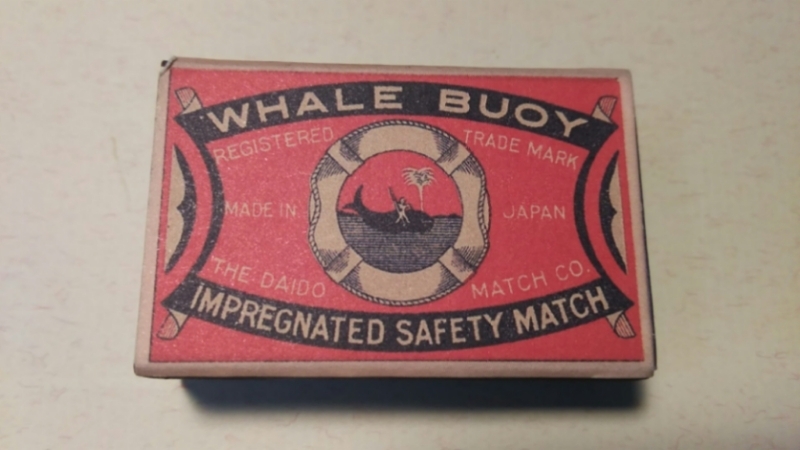 WHALE BUOY
REGISTERED TRADE MARK
MADE IN JAPAN
THE DAIDO MATCH CO.
IMPREGNATED SAFETY MATCH